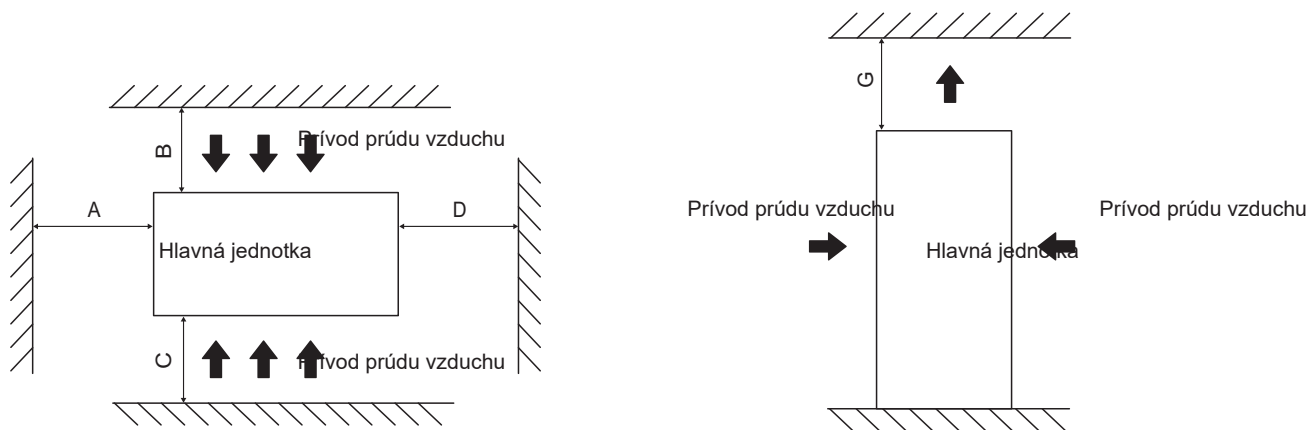 G
B
Prívod prúdu vzduchu
A
D
Hlavná jednotka
C
Prívod prúdu vzduchu
Prívod prúdu vzduchu
Prívod prúdu vzduchu
Hlavná jednotka